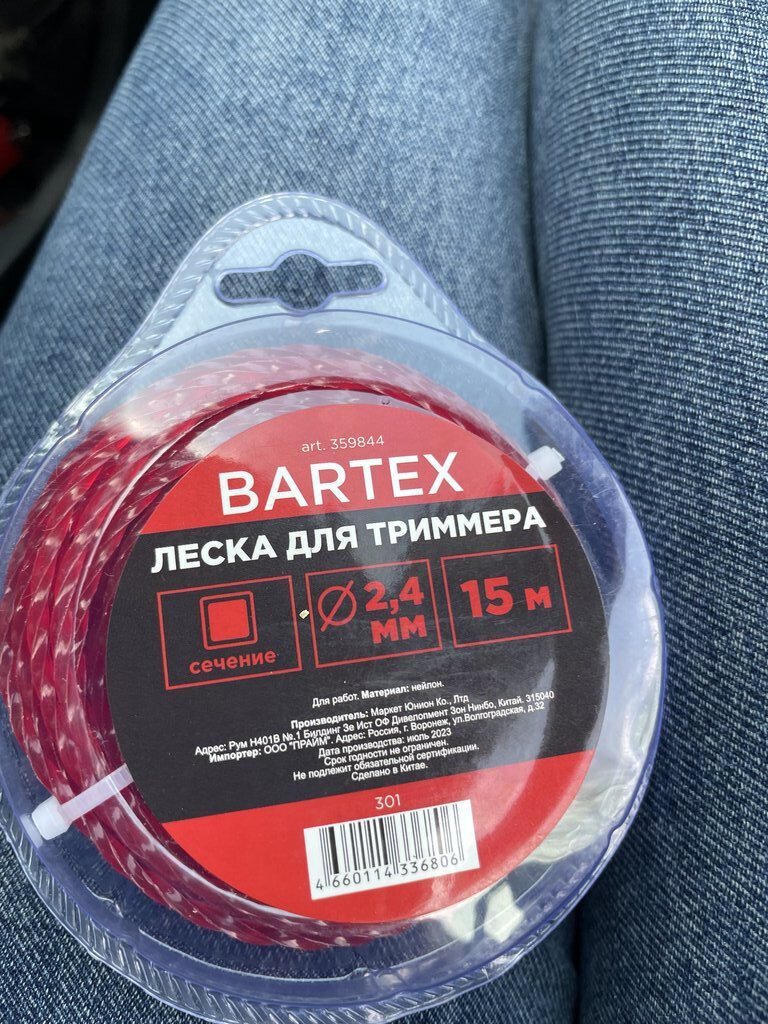 art. 359844
BARTEX
ЛЕСКА ДЛЯ ТРИММЕРА
сечение
2,4 мм
15 м
Для работ. Материал: нейлон.
Производитель: Маркет Юнион Ко., Лтд
Адрес: Рум H401B №.1 Билдинг Зе Ист ОФ Дивелопмент Зон Нинбо, Китай. 315040
Импортер: ООО "ПРАЙМ". Адрес: Россия, г. Воронеж, ул.Волгоградская, д.32
Дата производства: июль 2023
Срок годности не ограничен.
Не подлежит обязательной сертификации.
Сделано в Китае.
301
4 660114 336806